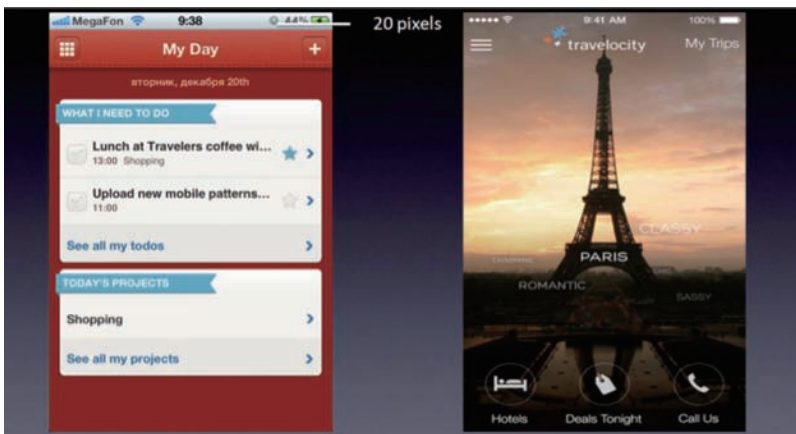 MegaFon 9:38 44%
20 pixels
My Day
вторник, декабря 20th
WHAT I NEED TO DO
Lunch at Travelers coffee wi...
13:00 Shopping
Upload new mobile patterns...
11:00
See all my todos
TODAY'S PROJECTS
Shopping
See all my projects
9:41 AM 100%
travelocity My Trips
CLASSY
PARIS
ROMANTIC
SASSY
Hotels Deals Tonight Call Us